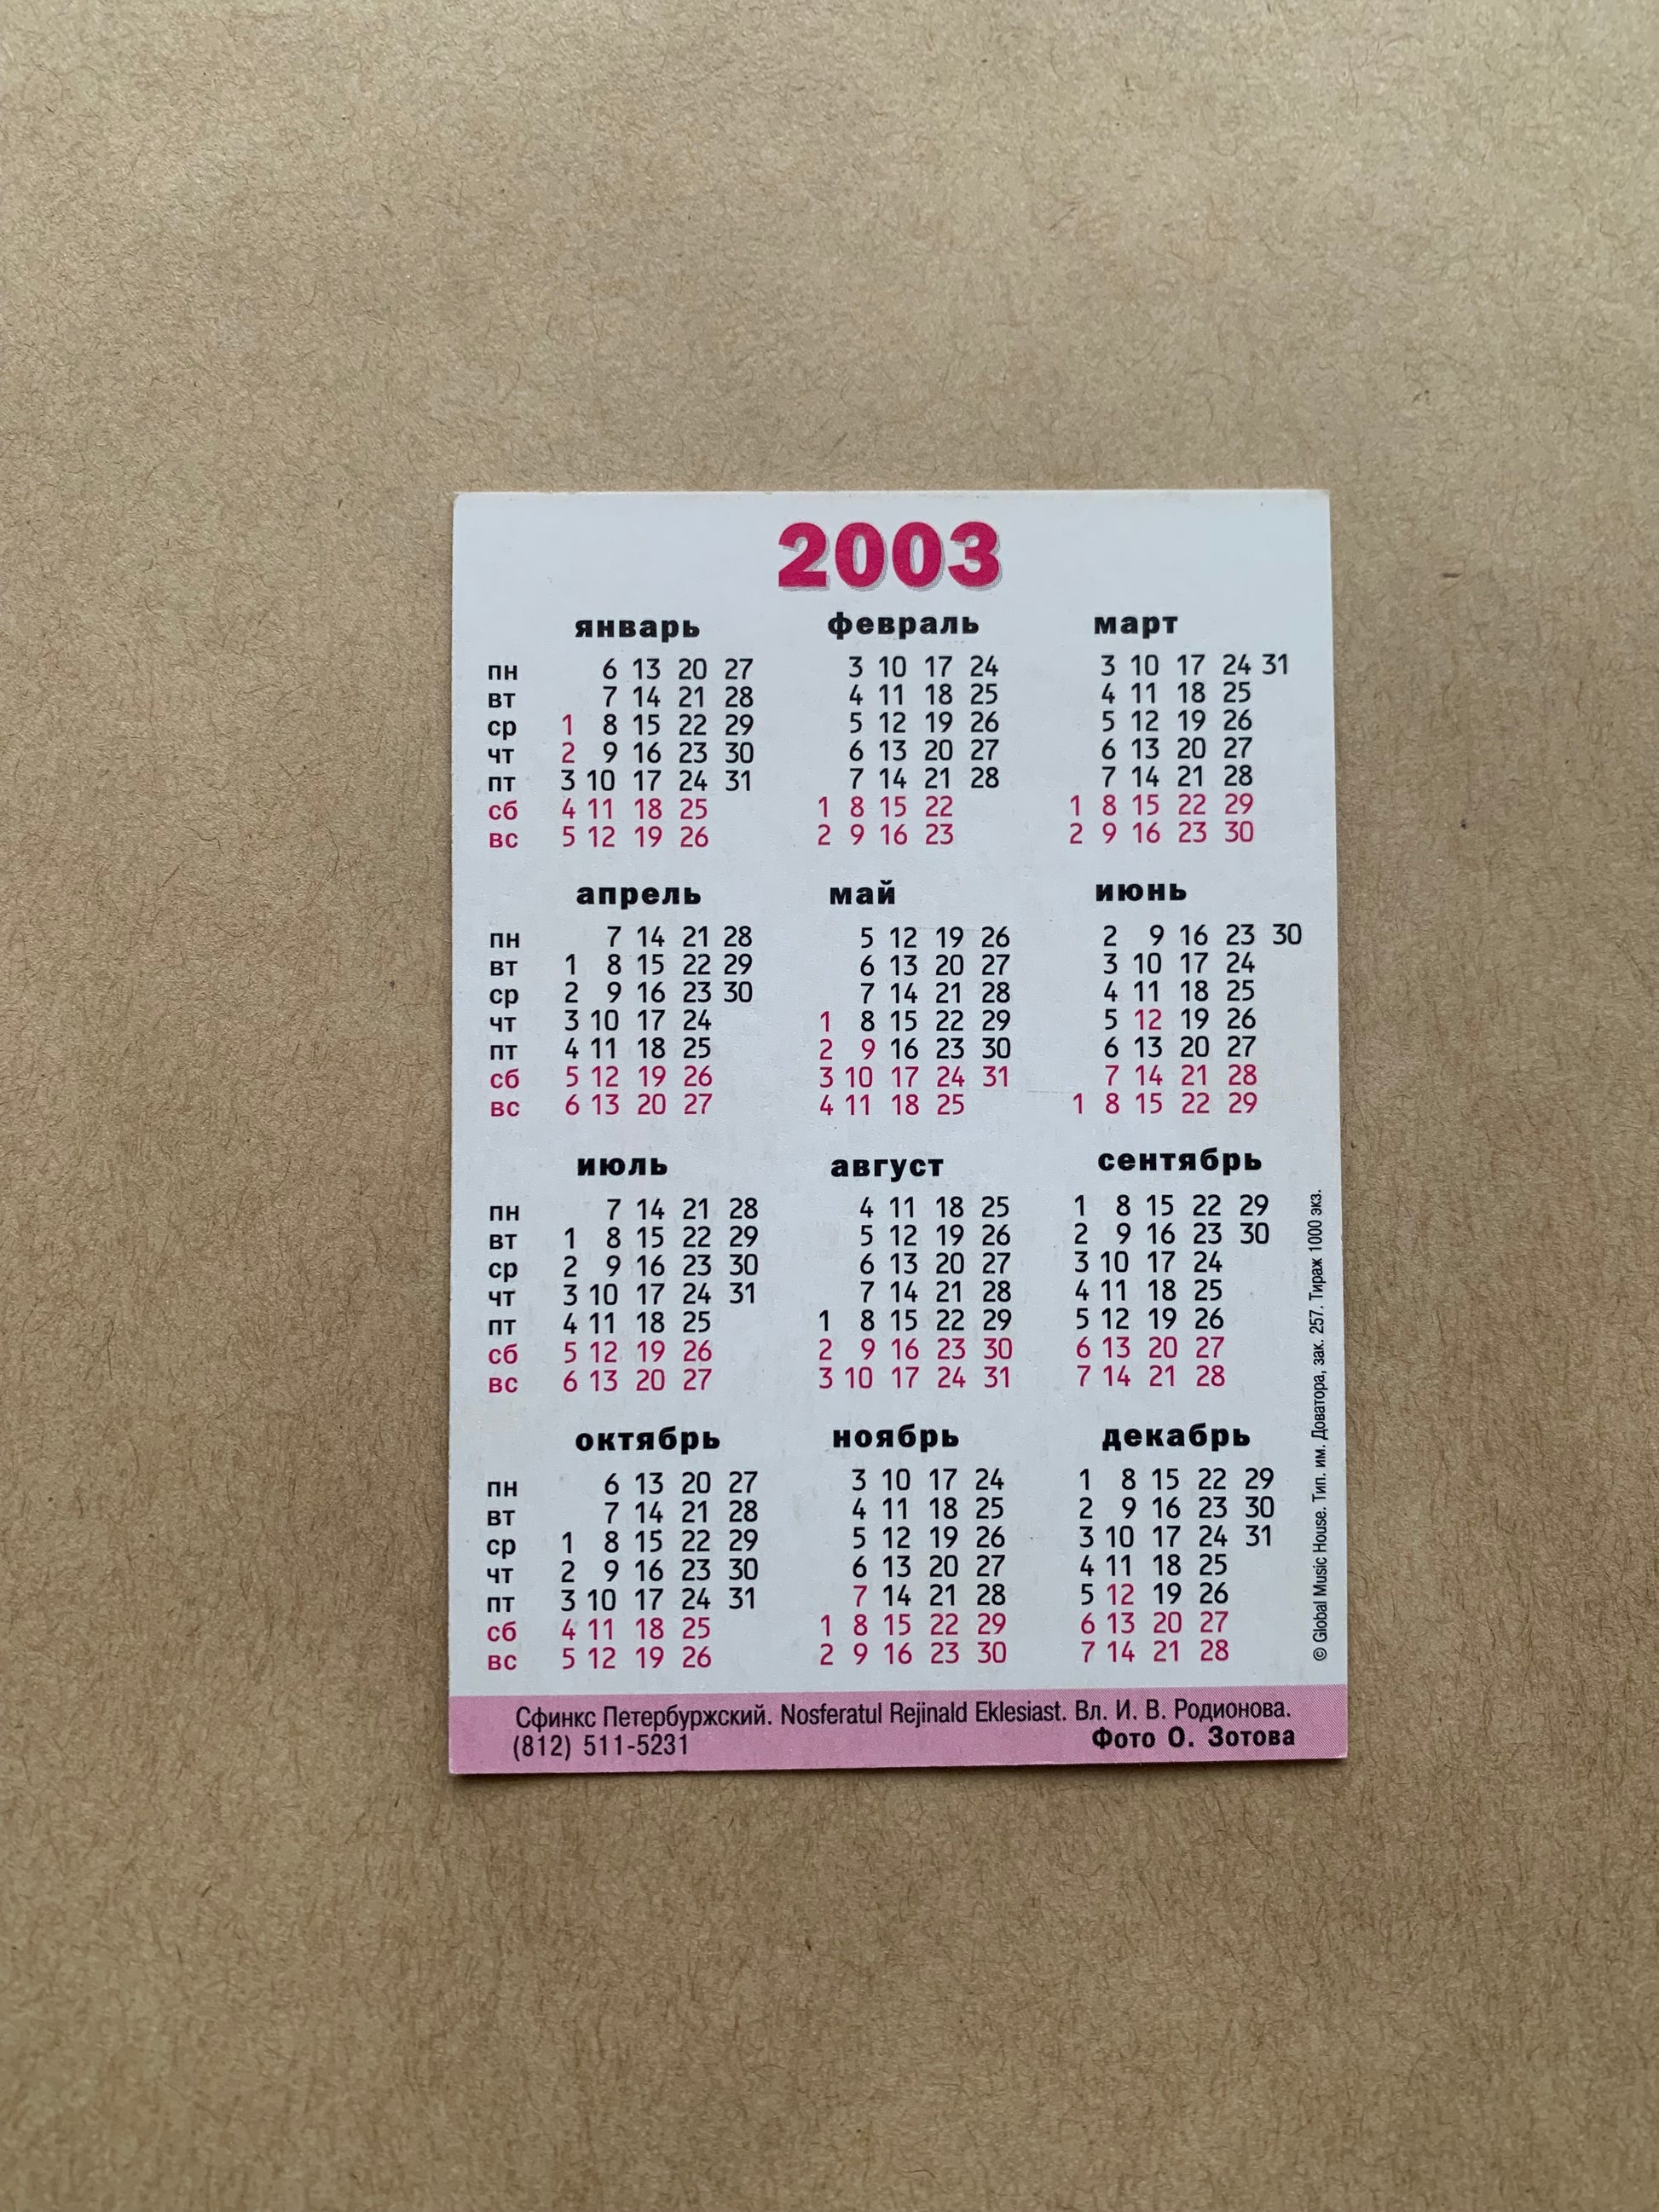 2003
январь февраль март
пн 6 13 20 27 3 10 17 24 3 10 17 24 31
вт 7 14 21 28 4 11 18 25 4 11 18 25
ср 1 8 15 22 29 5 12 19 26 5 12 19 26
чт 2 9 16 23 30 6 13 20 27 6 13 20 27
пт 3 10 17 24 31 7 14 21 28 7 14 21 28
сб 4 11 18 25 1 8 15 22 1 8 15 22 29
вс 5 12 19 26 2 9 16 23 2 9 16 23 30
апрель май июнь
пн 7 14 21 28 5 12 19 26 2 9 16 23 30
вт 1 8 15 22 29 6 13 20 27 3 10 17 24
ср 2 9 16 23 30 7 14 21 28 4 11 18 25
чт 3 10 17 24 1 8 15 22 29 5 12 19 26
пт 4 11 18 25 2 9 16 23 30 6 13 20 27
сб 5 12 19 26 3 10 17 24 31 7 14 21 28
вс 6 13 20 27 4 11 18 25 1 8 15 22 29
июль август сентябрь
пн 7 14 21 28 4 11 18 25 1 8 15 22 29
вт 1 8 15 22 29 5 12 19 26 2 9 16 23 30
ср 2 9 16 23 30 6 13 20 27 3 10 17 24
чт 3 10 17 24 31 7 14 21 28 4 11 18 25
пт 4 11 18 25 1 8 15 22 29 5 12 19 26
сб 5 12 19 26 2 9 16 23 30 6 13 20 27
вс 6 13 20 27 3 10 17 24 31 7 14 21 28
октябрь ноябрь декабрь
пн 6 13 20 27 3 10 17 24 1 8 15 22 29
вт 7 14 21 28 4 11 18 25 2 9 16 23 30
ср 1 8 15 22 29 5 12 19 26 3 10 17 24 31
чт 2 9 16 23 30 6 13 20 27 4 11 18 25
пт 3 10 17 24 31 7 14 21 28 5 12 19 26
сб 4 11 18 25 1 8 15 22 29 6 13 20 27
вс 5 12 19 26 2 9 16 23 30 7 14 21 28
© Global Music House. Тип. им. Доватора, зак. 257. Тираж 1000 экз.
Сфинкс Петербуржский. Nosferatul Rejinald Eklesiast. Вл. И. В. Родионова.
(812) 511-5231 Фото О. Зотова